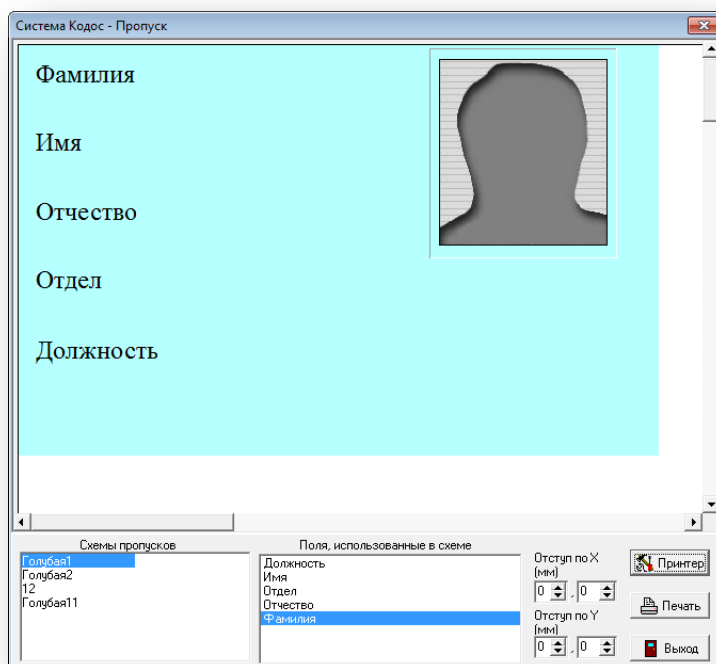 Система Кодос - Пропуск
Фамилия
Имя
Отчество
Отдел
Должность
Схемы пропусков
Голубая1
Голубая2
12
Голубая11
Поля, использованные в схеме
Должность
Имя
Отдел
Отчество
Фамилия
Отступ по X
(мм)
0 , 0
Отступ по Y
(мм)
0 , 0
Принтер
Печать
Выход